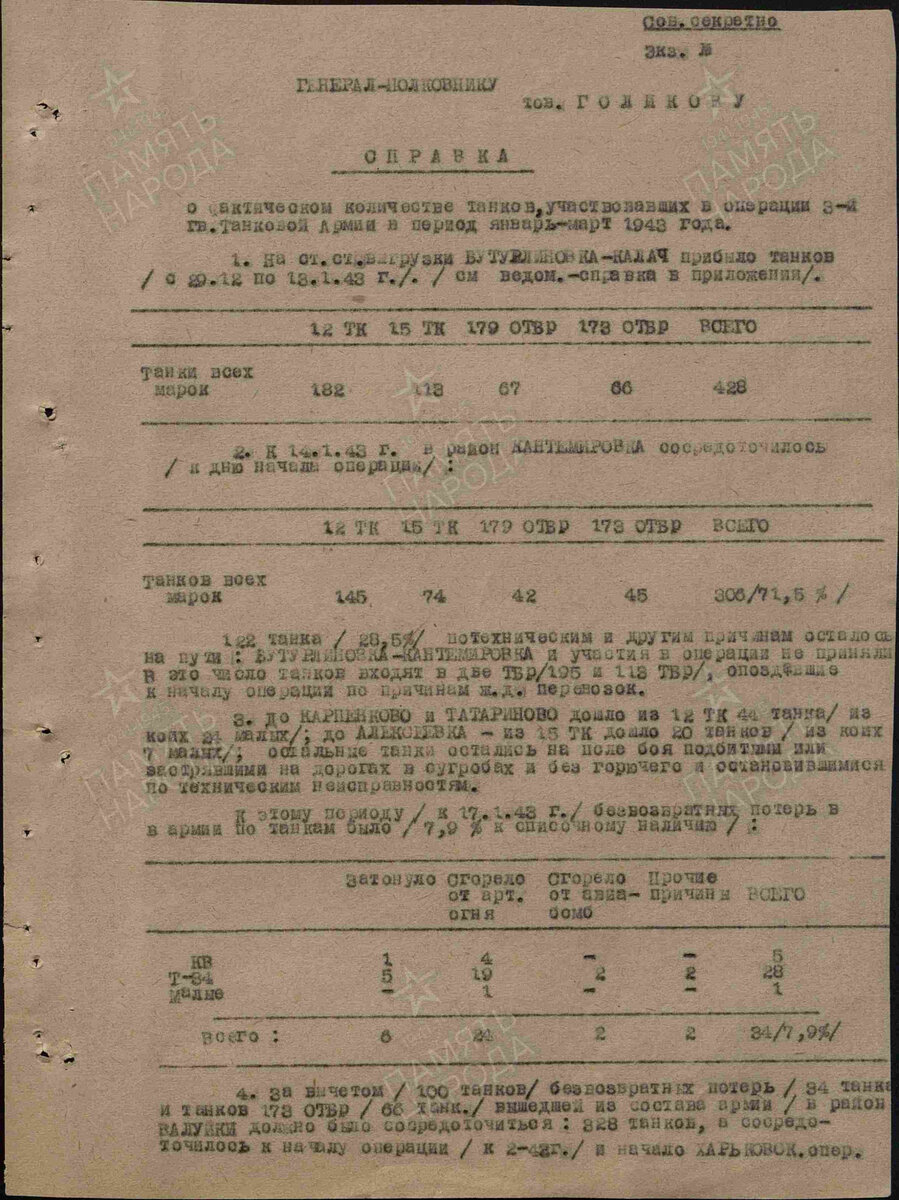 Сов.секретно
Экз. №
ГЕНЕРАЛ-ПОЛКОВНИКУ
тов. ГОЛИКОВУ
СПРАВКА
о фактическом количестве танков,участвовавших в операции 3-й
гв.Танковой Армии в период январь-март 1943 года.
1. На ст.ст.выгрузки БУТУРЛИНОВКА-КАЛАЧ прибыло танков
/ с 29.12 по 13.1.43 г./. / см ведом.-справка в приложении/.
12 ТК 15 ТК 179 ОТБР 173 ОТБР ВСЕГО
Танки всех
марок 182 113 67 66 428
2. К 14.1.43 г. в район КАНТЕМИРОВКА сосредоточилось
/ к дню начала операции/ :
12 ТК 15 ТК 179 ОТБР 173 ОТБР ВСЕГО
Танков всех
марок 145 74 42 45 306/71,5 % /
122 танка / 28,5%/ потехническим и другим причинам осталось
на пути : БУТУРЛИНОВКА-КАНТЕМИРОВКА и участия в операции не приняли
В это число танков входят и две ТБР/195 и 113 ТБР/, опоздавшие
к началу операции по причинам ж.д. перевозок.
3. До КАРПЕНКОВО и ТАТАРИНОВО дошло из 12 ТК 44 танка/ из
коих 21 малых/; до АЛЕКСЕЕВКА - из 15 ТК дошло 20 танков / из коих
7 малых/; остальные танки остались на поле боя подбитыми или
застрявшими на дорогах в сугробах и без горючего и остановившимися
по техническим неисправностям.
К этому периоду / к 17.1.43 г./ безвозвратных потерь в
в армии по танкам было / 7,9 % к списочному наличию / :
Затонуло Сгорело Сгорело Прочие
от арт. от авиа- причины ВСЕГО
огня бомб
КВ 1 4 - - 5
Т-34 5 19 2 2 28
Малые - 1 - - 1
всего : 6 24 2 2 34/7,9%/
4. За вычетом / 100 танков/ безвозвратных потерь / 34 танка
и танков 173 ОТБР / 66 танк./ вышедшей из состава армии / в район
ВАЛУЙКИ должно было сосредоточиться : 328 танков, а сосредо-
точилось к началу операции / к 2-43г./ и начало ХАРЬКОВСК.опер.
ПАМЯТЬ
НАРОДА